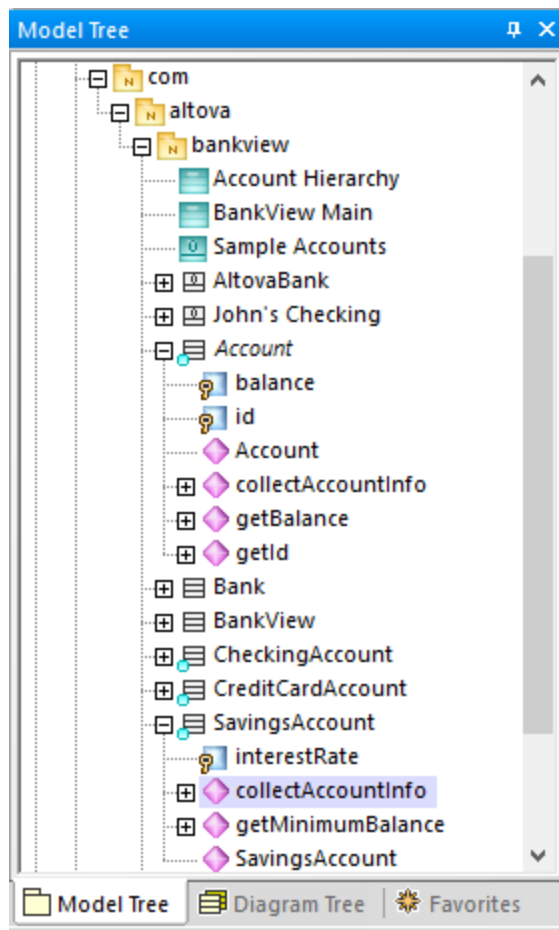 Model Tree
com
altova
bankview
Account Hierarchy
BankView Main
Sample Accounts
AltovaBank
John's Checking
Account
balance
id
Account
collectAccountInfo
getBalance
getId
Bank
BankView
CheckingAccount
CreditCardAccount
SavingsAccount
interestRate
collectAccountInfo
getMinimumBalance
SavingsAccount
Model Tree Diagram Tree Favorites